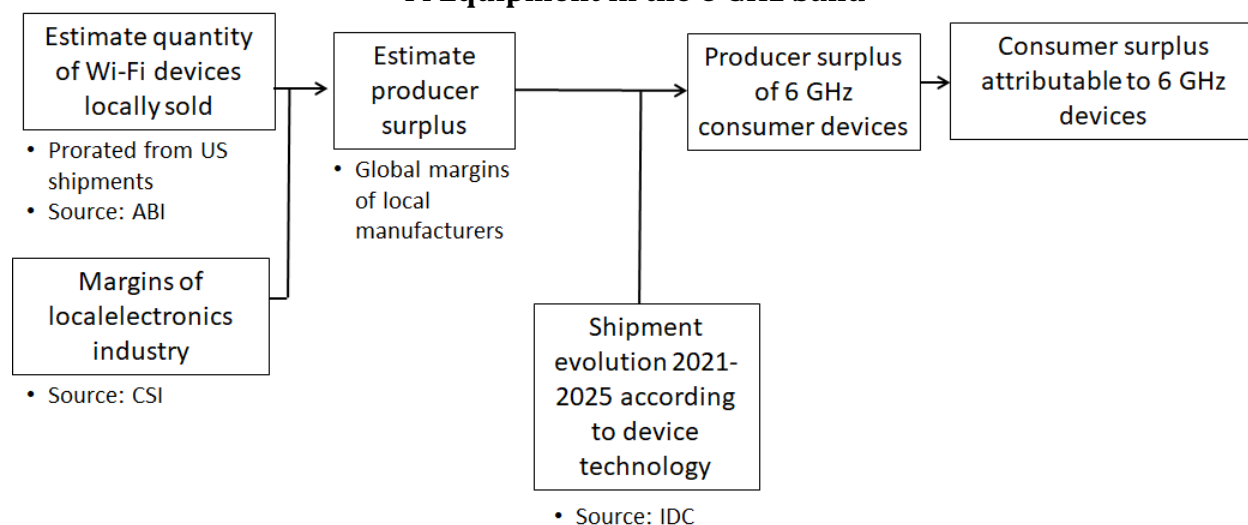 Estimate quantity
of Wi-Fi devices
locally sold
• Prorated from US
shipments
• Source: ABI
Margins of
localelectronics
industry
• Source: CSI
Estimate
producer
surplus
• Global margins
of local
manufacturers
Shipment
evolution 2021-
2025 according
to device
technology
• Source: IDC
Producer surplus
of 6 GHz
consumer devices
Consumer surplus
attributable to 6 GHz
devices